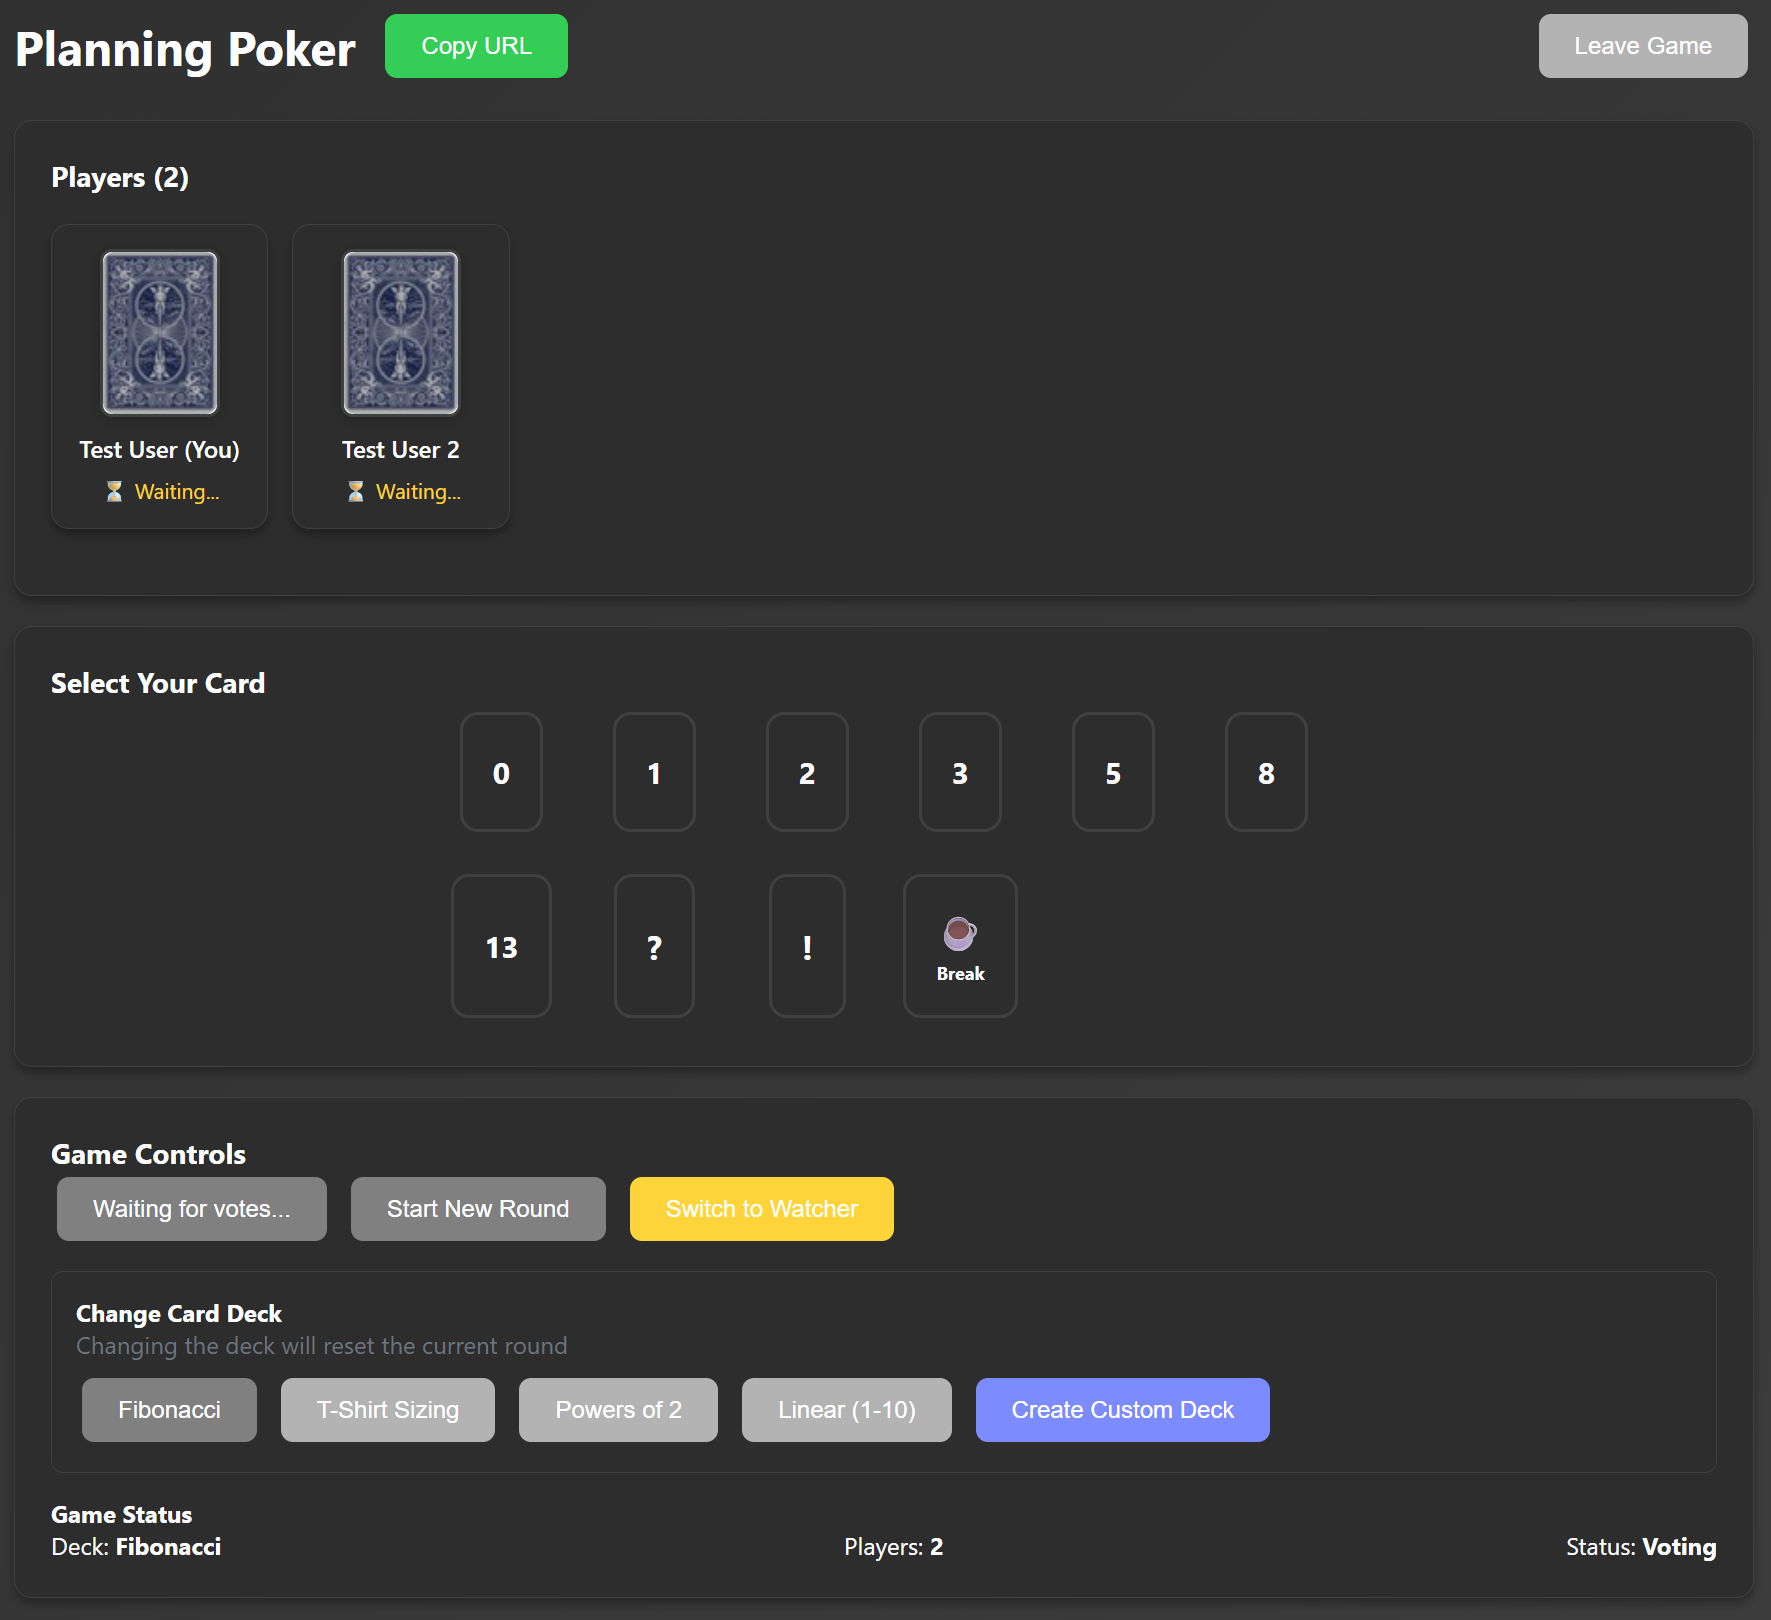 Planning Poker
Copy URL
Leave Game
Players (2)
Test User (You)
⏳ Waiting...
Test User 2
⏳ Waiting...
Select Your Card
0
1
2
3
5
8
13
?
!
Break
Game Controls
Waiting for votes...
Start New Round
Switch to Watcher
Change Card Deck
Changing the deck will reset the current round
Fibonacci
T-Shirt Sizing
Powers of 2
Linear (1-10)
Create Custom Deck
Game Status
Deck: Fibonacci
Players: 2
Status: Voting